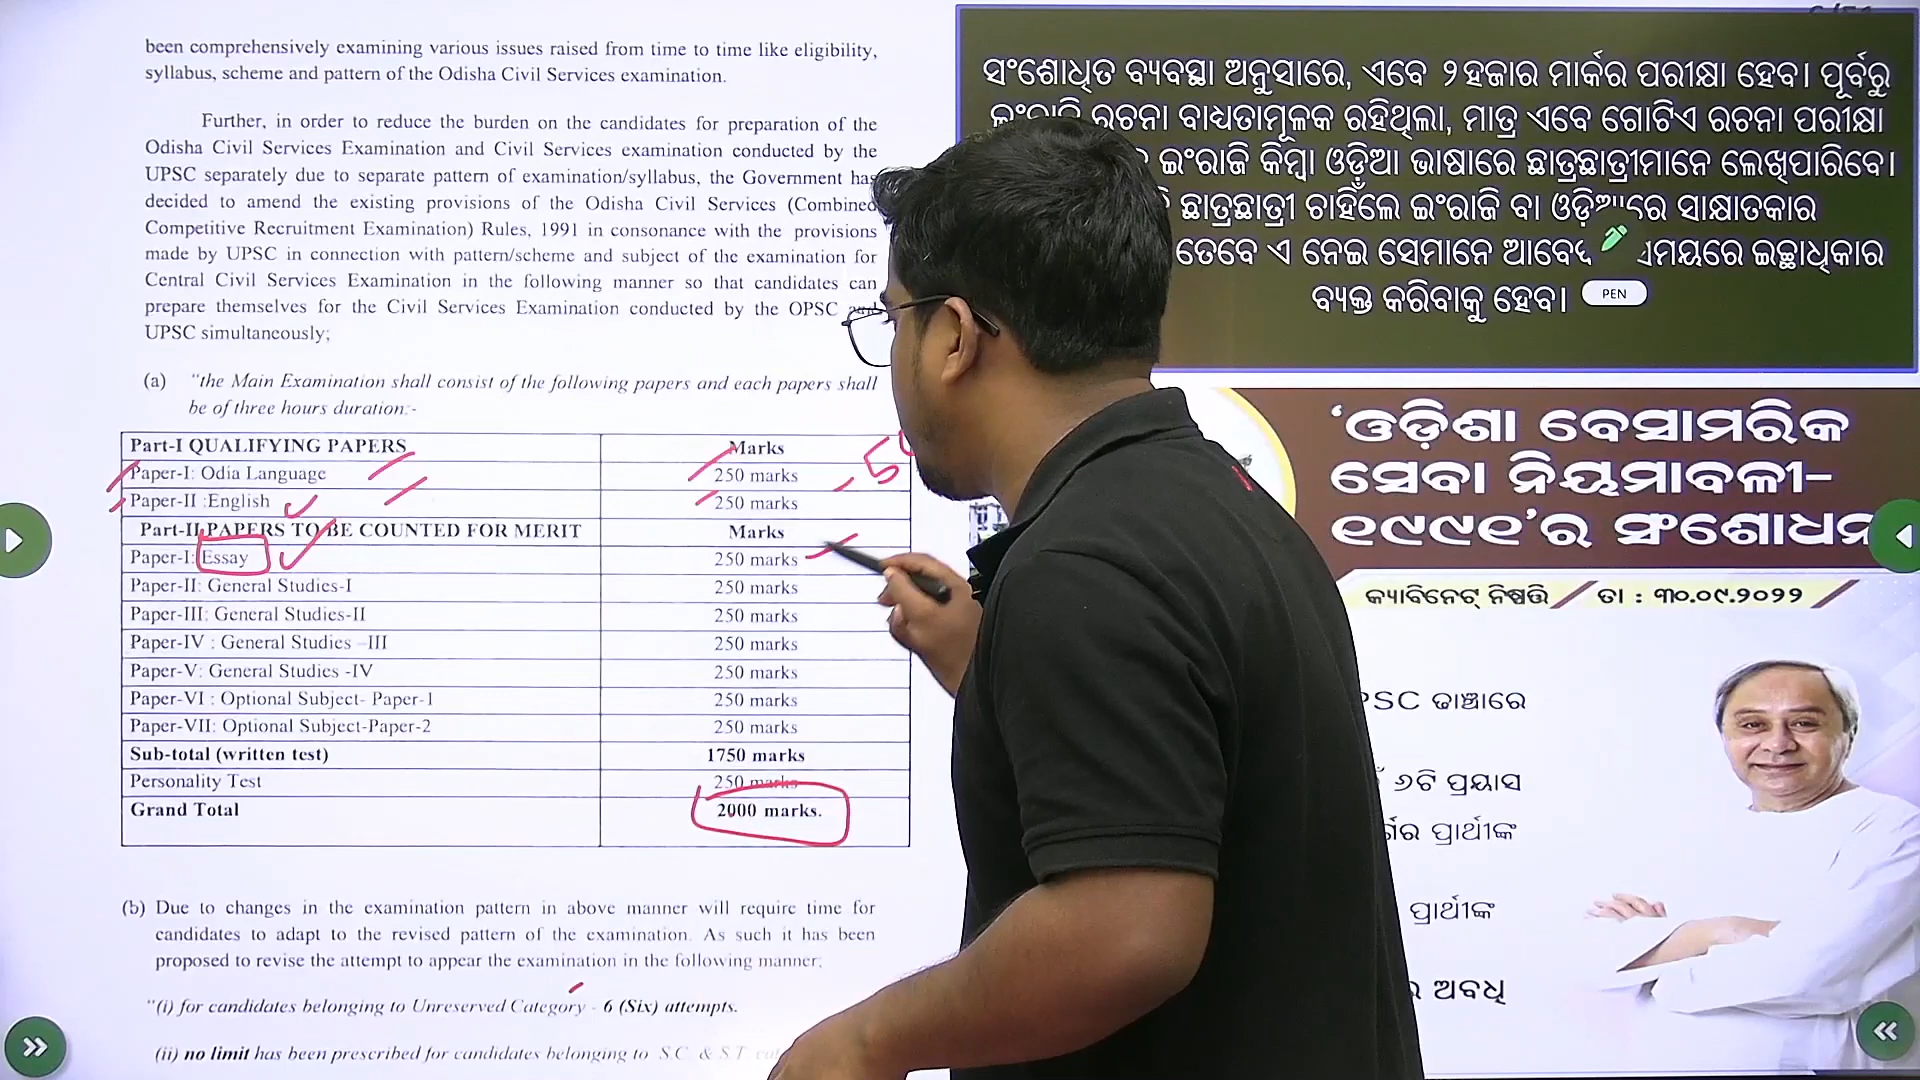 been comprehensively examining various issues raised from time to time like eligibility,
syllabus, scheme and pattern of the Odisha Civil Services examination.
Further, in order to reduce the burden on the candidates for preparation of the
Odisha Civil Services Examination and Civil Services examination conducted by the
UPSC separately due to separate pattern of examination/syllabus, the Government has
decided to amend the existing provisions of the Odisha Civil Services (Combined
Competitive Recruitment Examination) Rules, 1991 in consonance with the provisions
made by UPSC in connection with pattern/scheme and subject of the examination for
Central Civil Services Examination in the following manner so that candidates can
prepare themselves for the Civil Services Examination conducted by the OPSC and
UPSC simultaneously;
(a) "the Main Examination shall consist of the following papers and each papers shall
be of three hours duration:-
Part-I QUALIFYING PAPERS Marks
Paper-I: Odia Language 250 marks
Paper-II :English 250 marks
Part-II PAPERS TO BE COUNTED FOR MERIT Marks
Paper-I: Essay 250 marks
Paper-II: General Studies-I 250 marks
Paper-III: General Studies-II 250 marks
Paper-IV : General Studies –III 250 marks
Paper-V: General Studies -IV 250 marks
Paper-VI : Optional Subject- Paper-1 250 marks
Paper-VII: Optional Subject-Paper-2 250 marks
Sub-total (written test) 1750 marks
Personality Test 250 marks
Grand Total 2000 marks.
(b) Due to changes in the examination pattern in above manner will require time for
candidates to adapt to the revised pattern of the examination. As such it has been
proposed to revise the attempt to appear the examination in the following manner;
"(i) for candidates belonging to Unreserved Category - 6 (Six) attempts.
(ii) no limit has been prescribed for candidates belonging to S.C. & S.T.
ସଂଶୋଧିତ ବ୍ୟବସ୍ଥା ଅନୁସାରେ, ଏବେ ୨ ହଜାର ମାର୍କର ପରୀକ୍ଷା ହେବ। ପୂର୍ବରୁ
ରଚନା ବାଧ୍ୟତାମୂଳକ ରହିଥିଲା, ମାତ୍ର ଏବେ ଗୋଟିଏ ରଚନା ପରୀକ୍ଷା
ଇଂରାଜି କିମ୍ବା ଓଡ଼ିଆ ଭାଷାରେ ଛାତ୍ରଛାତ୍ରୀମାନେ ଲେଖିପାରିବେ।
ଛାତ୍ରଛାତ୍ରୀ ଚାହିଁଲେ ଇଂରାଜି ବା ଓଡ଼ିଆରେ ସାକ୍ଷାତକାର
ତେବେ ଏ ନେଇ ସେମାନେ ସମୟରେ ଇଚ୍ଛାଧିକାର
ବ୍ୟକ୍ତ କରିବାକୁ ହେବ।
PEN
‘ଓଡ଼ିଶା ବେସାମରିକ
ସେବା ନିୟମାବଳୀ–
୧୯୯୧’ର ସଂଶୋଧନ
କ୍ୟାବିନେଟ୍ ନିଷ୍ପତ୍ତି / ତା : ୩୦.୦୯.୨୦୨୨
ଢାଞ୍ଚାରେ
୬ଟି ପ୍ରୟାସ
ପ୍ରାର୍ଥୀଙ୍କ
ପ୍ରାର୍ଥୀଙ୍କ
ଅବଧି